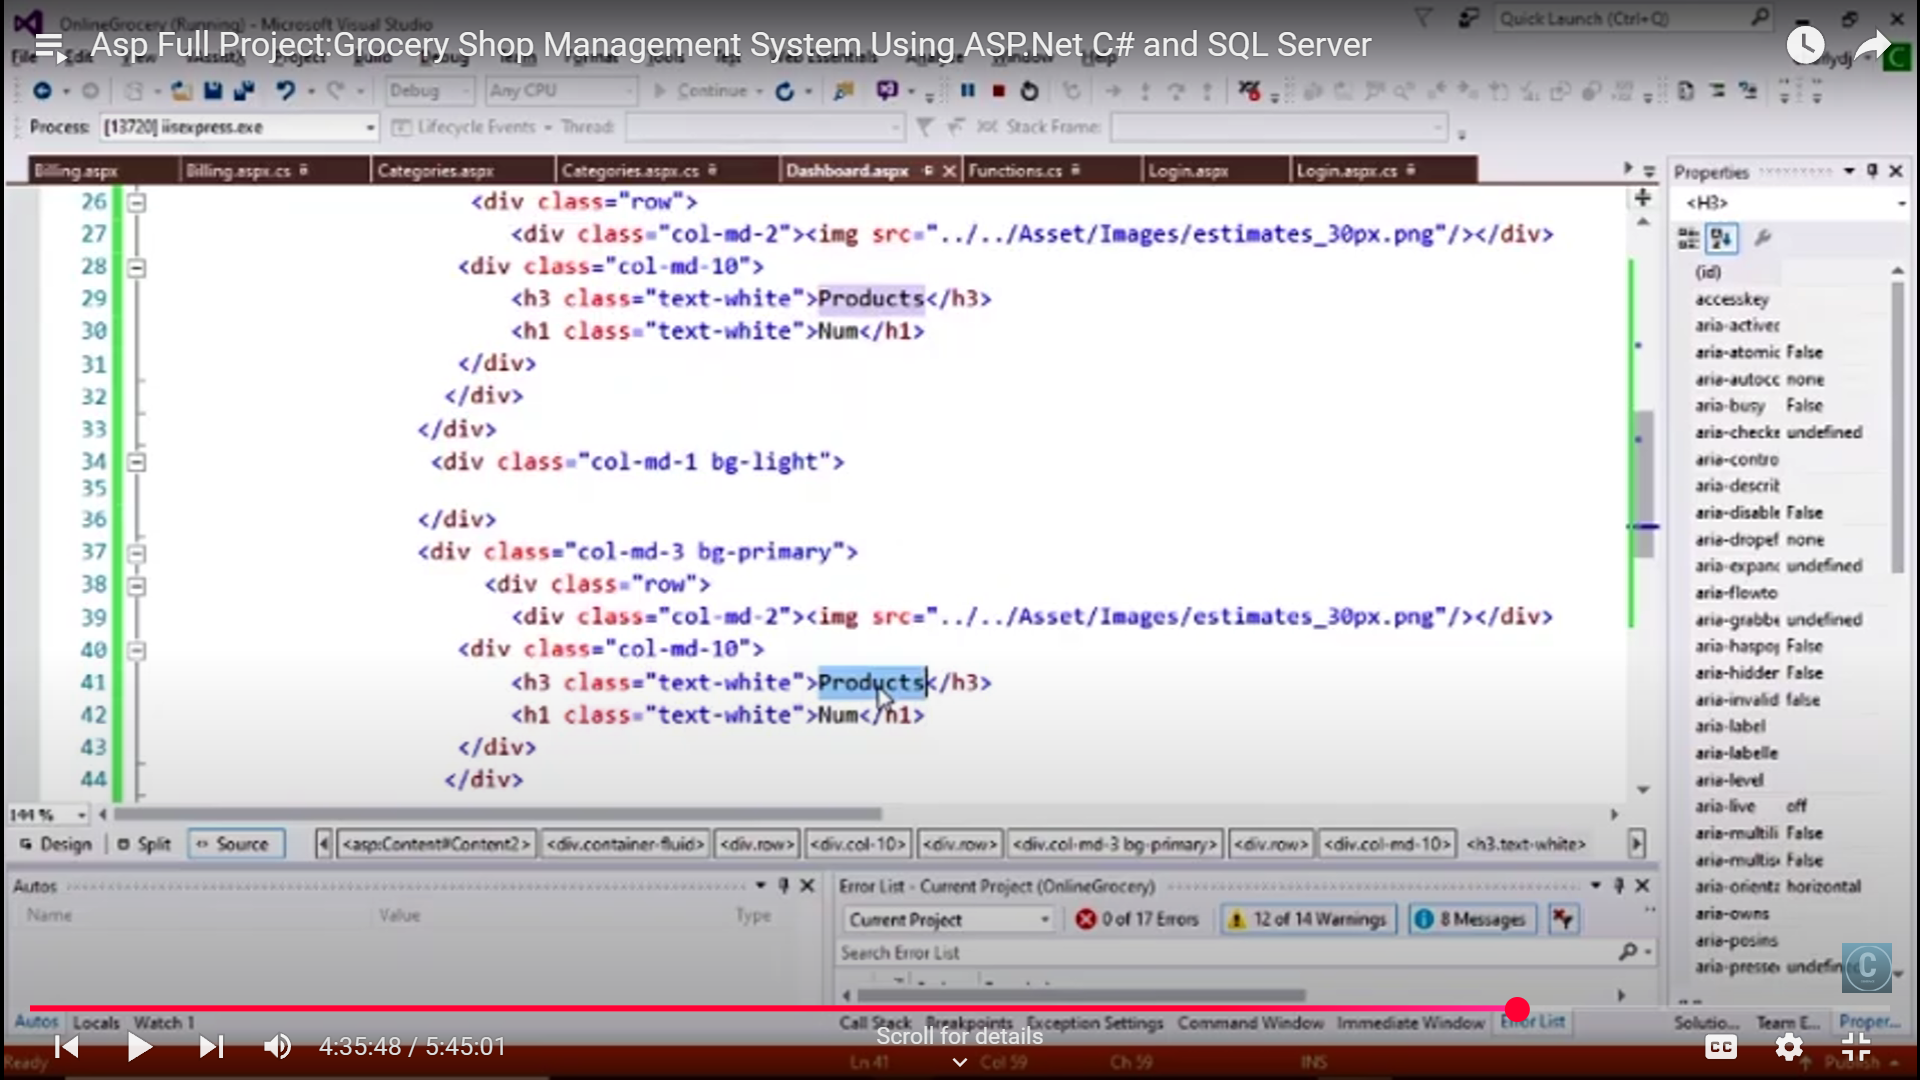 OnlineGrocery (Running) - Microsoft Visual Studio
Quick Launch (Ctrl+Q)
Asp Full Project:Grocery Shop Management System Using ASP.Net C# and SQL Server
Debug Any CPU Continue
Process: [13720] iisexpress.exe Lifecycle Events Thread: Stack Frame:
Billing.aspx Billing.aspx.cs Categories.aspx Categories.aspx.cs Dashboard.aspx Functions.cs Login.aspx Login.aspx.cs
26 <div class="row">
27 <div class="col-md-2"><img src="../../Asset/Images/estimates_30px.png"/></div>
28 <div class="col-md-10">
29 <h3 class="text-white">Products</h3>
30 <h1 class="text-white">Num</h1>
31 </div>
32 </div>
33 </div>
34 <div class="col-md-1 bg-light">
35
36 </div>
37 <div class="col-md-3 bg-primary">
38 <div class="row">
39 <div class="col-md-2"><img src="../../Asset/Images/estimates_30px.png"/></div>
40 <div class="col-md-10">
41 <h3 class="text-white">Products</h3>
42 <h1 class="text-white">Num</h1>
43 </div>
44 </div>
144 %
Design Split Source <asp:Content#Content2> <div.container-fluid> <div.row> <div.col-10> <div.row> <div.col-md-3 bg-primary> <div.row> <div.col-md-10> <h3.text-white>
Properties
<H3>
(id)
accesskey
aria-activec
aria-atomic False
aria-autocc none
aria-busy False
aria-checke undefined
aria-contro
aria-describ
aria-disable False
aria-dropef none
aria-expanc undefined
aria-flowto
aria-grabbe undefined
aria-haspop False
aria-hidder False
aria-invalid false
aria-label
aria-labelle
aria-level
aria-live off
aria-multili False
aria-multise False
aria-orienta horizontal
aria-owns
aria-posins
aria-presse undefin
Autos
Name Value Type
Error List - Current Project (OnlineGrocery)
Current Project 0 of 17 Errors 12 of 14 Warnings 8 Messages
Search Error List
Autos Locals Watch 1
Call Stack Breakpoints Exception Settings Command Window Immediate Window Error List
Solutio... Team E... Proper...
Scroll for details
4:35:48 / 5:45:01
CC
Ready Ln 41 Col 59 Ch 59 INS Publish